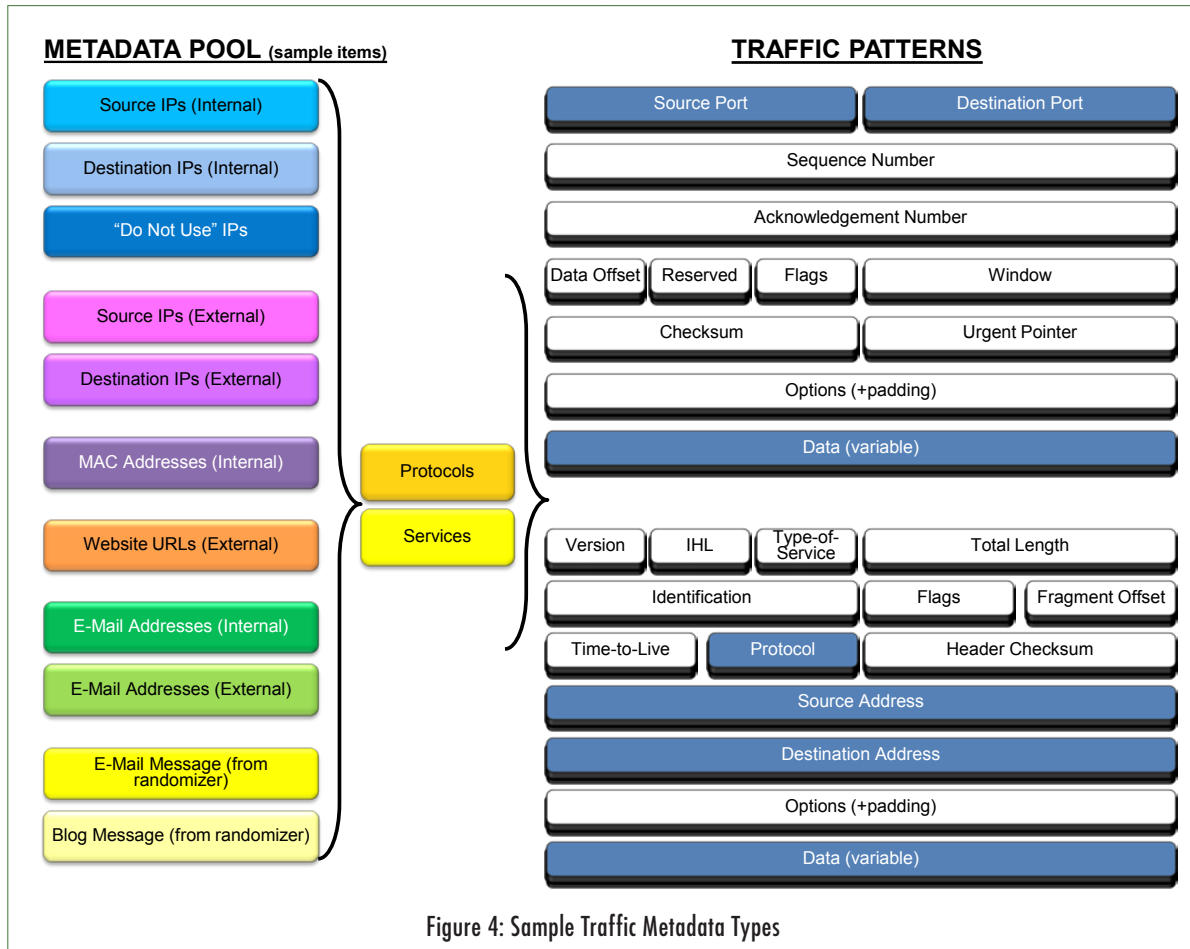 METADATA POOL (sample items)
Source IPs (Internal)
Destination IPs (Internal)
“Do Not Use” IPs
Source IPs (External)
Destination IPs (External)
MAC Addresses (Internal)
Website URLs (External)
E-Mail Addresses (Internal)
E-Mail Addresses (External)
E-Mail Message (from
randomizer)
Blog Message (from randomizer)
Protocols
Services
TRAFFIC PATTERNS
Source Port
Destination Port
Sequence Number
Acknowledgement Number
Data Offset
Reserved
Flags
Window
Checksum
Urgent Pointer
Options (+padding)
Data (variable)
Version
IHL
Type-of-
Service
Total Length
Identification
Flags
Fragment Offset
Time-to-Live
Protocol
Header Checksum
Source Address
Destination Address
Options (+padding)
Data (variable)
Figure 4: Sample Traffic Metadata Types